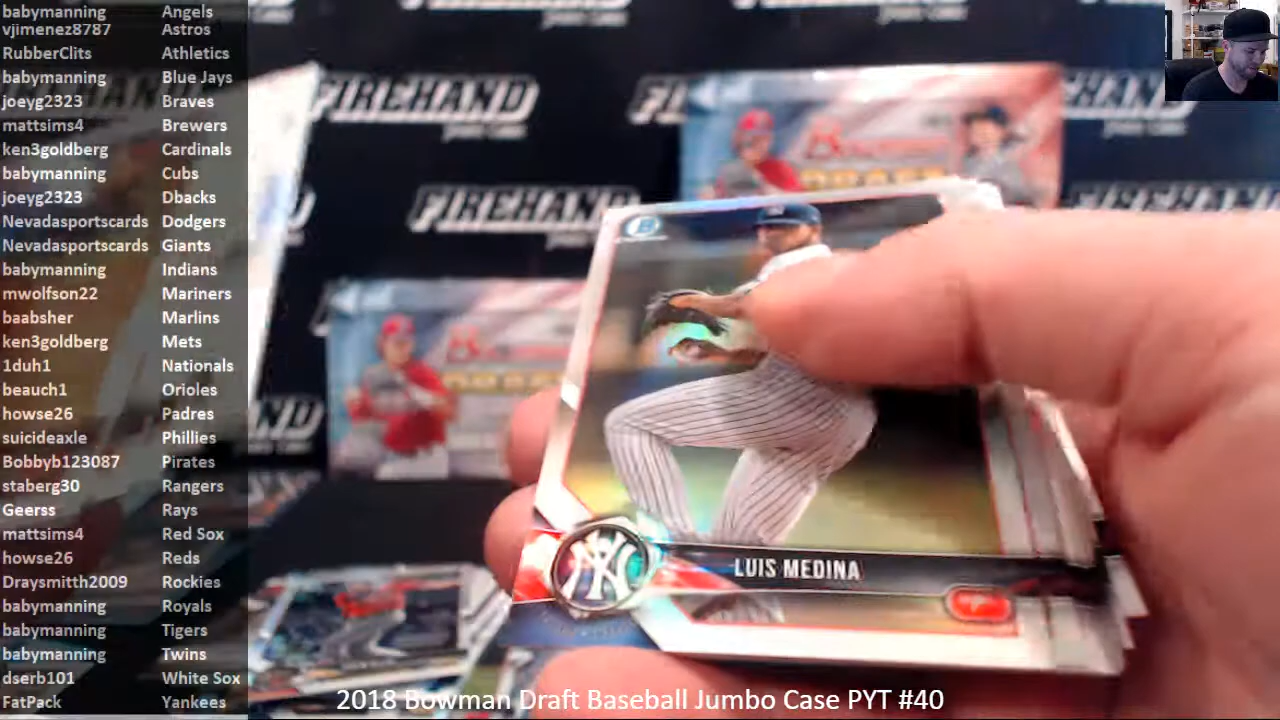 babymanning Angels
vjimenez8787 Astros
RubberClits Athletics
babymanning Blue Jays
joeyg2323 Braves
mattsims4 Brewers
ken3goldberg Cardinals
babymanning Cubs
joeyg2323 Dbacks
Nevadasportscards Dodgers
Nevadasportscards Giants
babymanning Indians
mwolfson22 Mariners
baabsher Marlins
ken3goldberg Mets
1duh1 Nationals
beauch1 Orioles
howse26 Padres
suicideaxle Phillies
Bobbyb123087 Pirates
staberg30 Rangers
Geerss Rays
mattsims4 Red Sox
howse26 Reds
Draysmitth2009 Rockies
babymanning Royals
babymanning Tigers
babymanning Twins
dserb101 White Sox
FatPack Yankees
FIREHAND
FIREHAND
FIREHAND
LUIS MEDINA
NY
P
2018 Bowman Draft Baseball Jumbo Case PYT #40